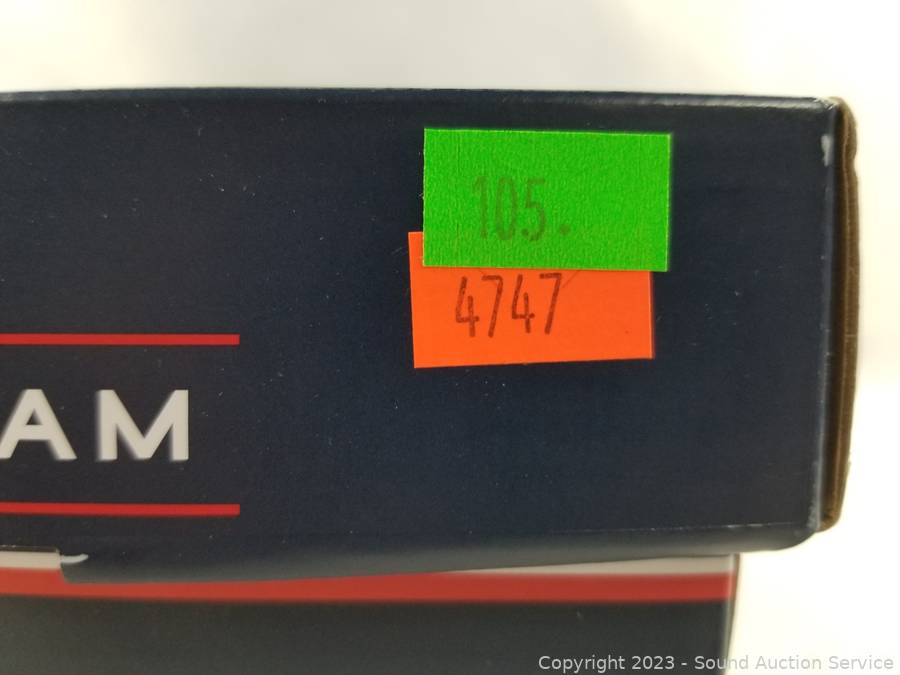 105.
4747
AM
Copyright 2023 - Sound Auction Service